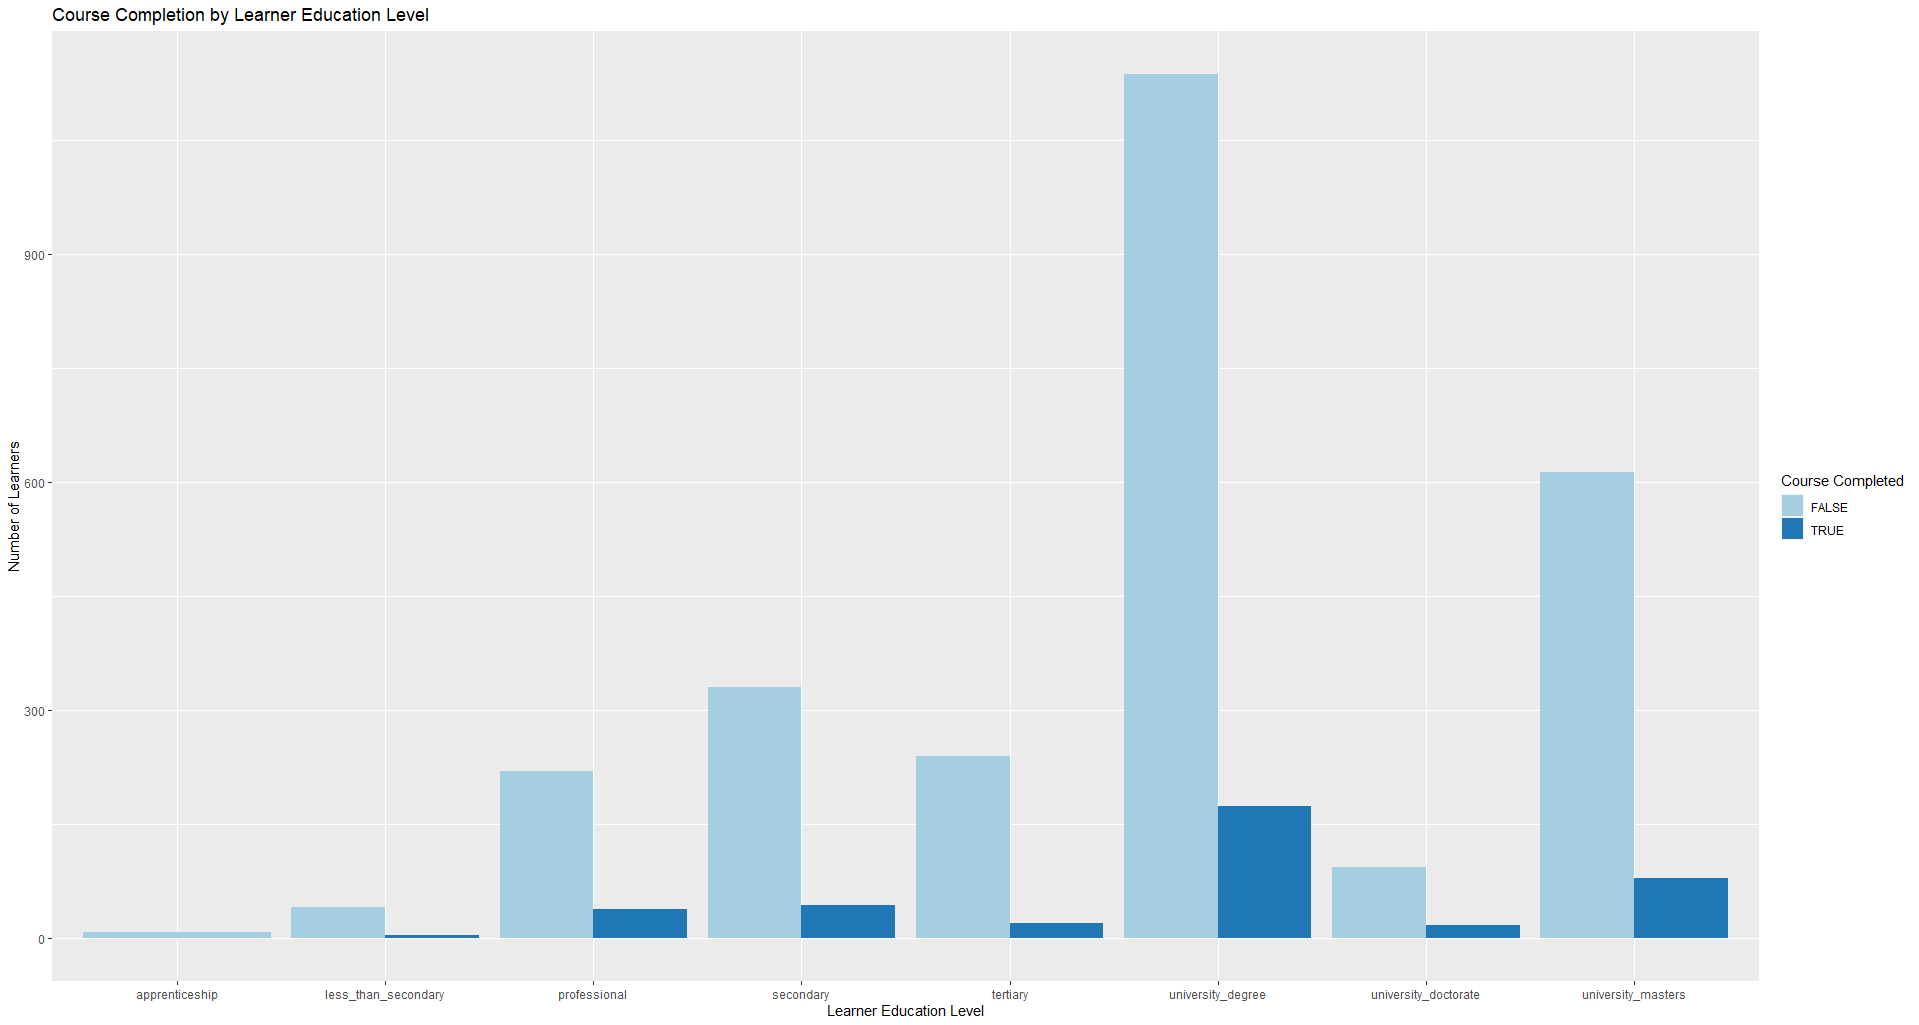 Course Completion by Learner Education Level
900
600
300
0
Number of Learners
apprenticeship
less_than_secondary
professional
secondary
tertiary
university_degree
university_doctorate
university_masters
Learner Education Level
Course Completed
FALSE
TRUE